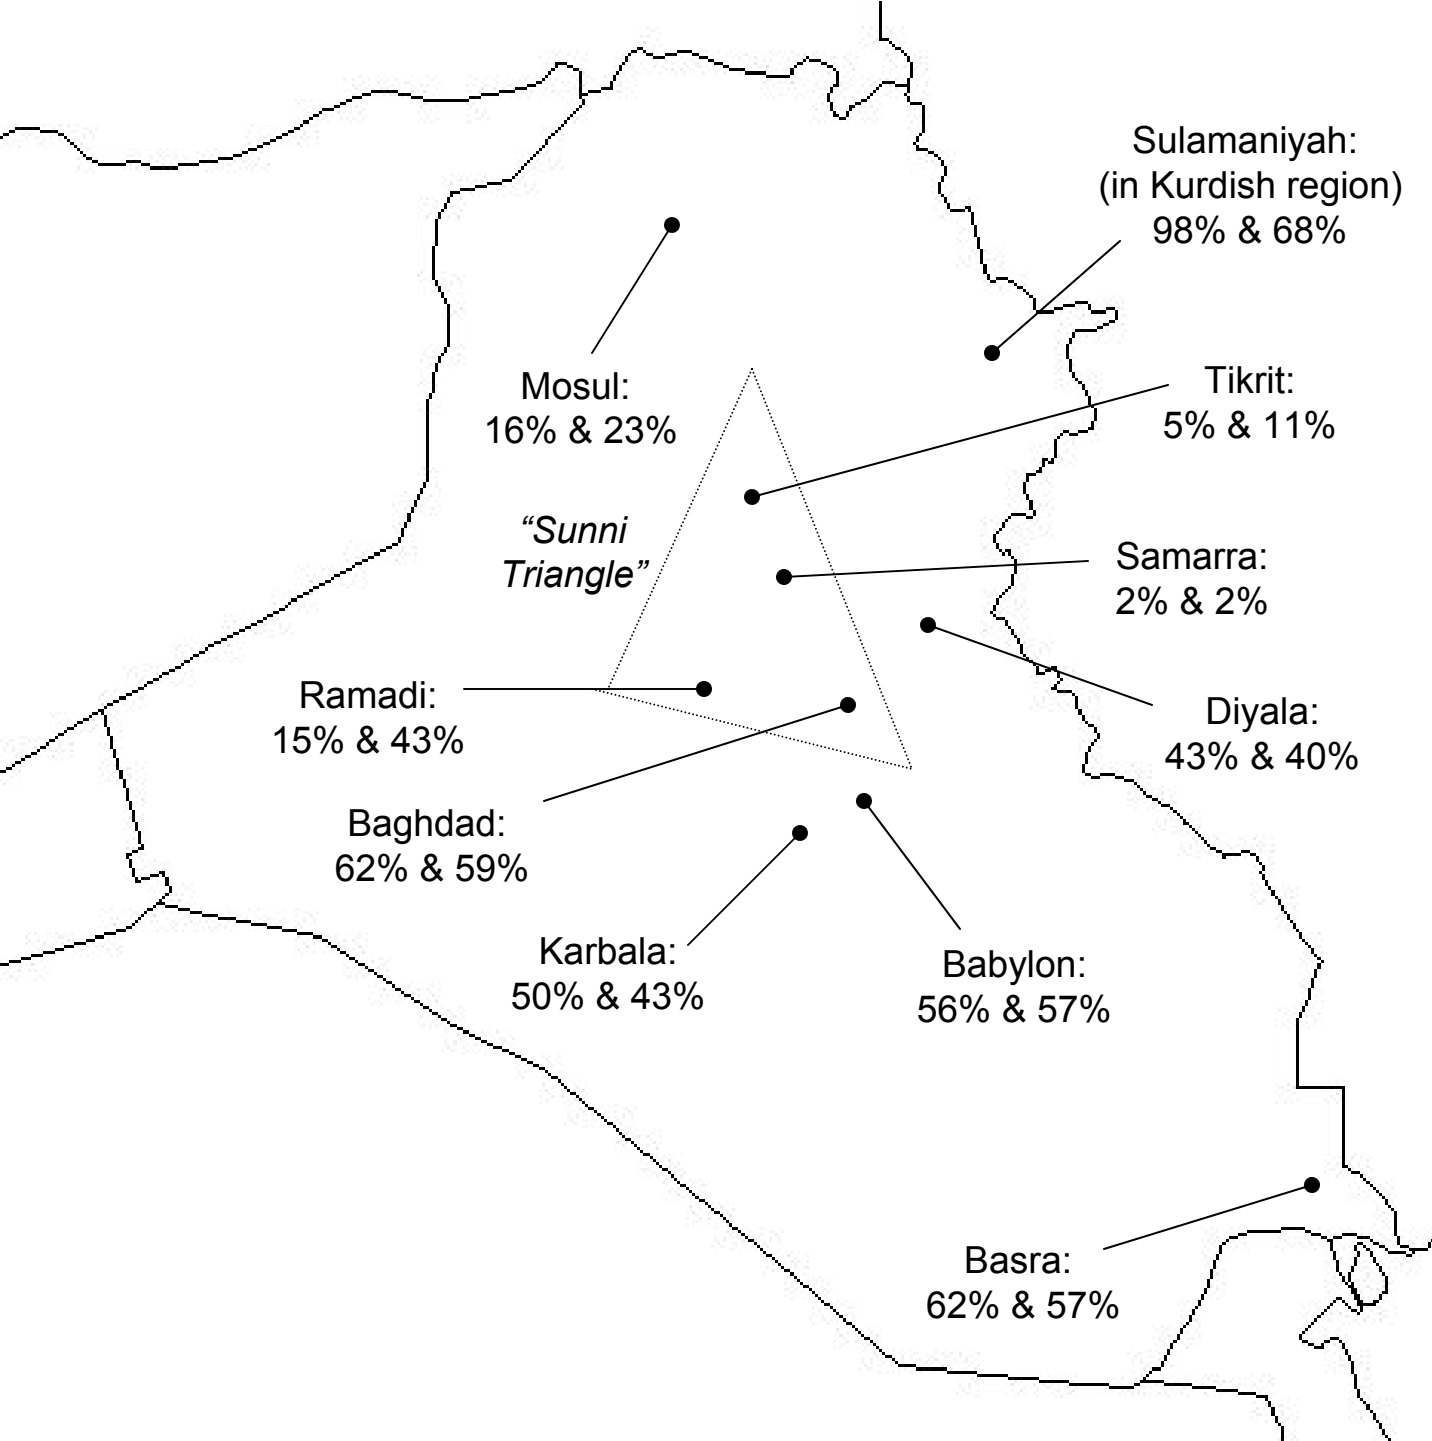 Sulamaniyah:
(in Kurdish region)
98% & 68%
Mosul:
16% & 23%
Tikrit:
5% & 11%
“Sunni
Triangle”
Samarra:
2% & 2%
Ramadi:
15% & 43%
Diyala:
43% & 40%
Baghdad:
62% & 59%
Karbala:
50% & 43%
Babylon:
56% & 57%
Basra:
62% & 57%